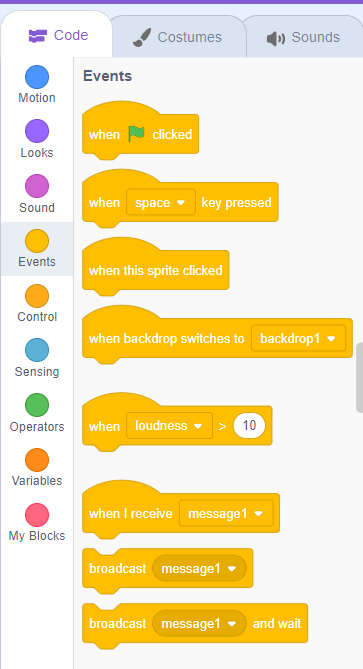 Code Costumes Sounds
Motion
Looks
Sound
Events
Control
Sensing
Operators
Variables
My Blocks
Events
when clicked
when space key pressed
when this sprite clicked
when backdrop switches to backdrop1
when loudness > 10
when I receive message1
broadcast message1
broadcast message1 and wait